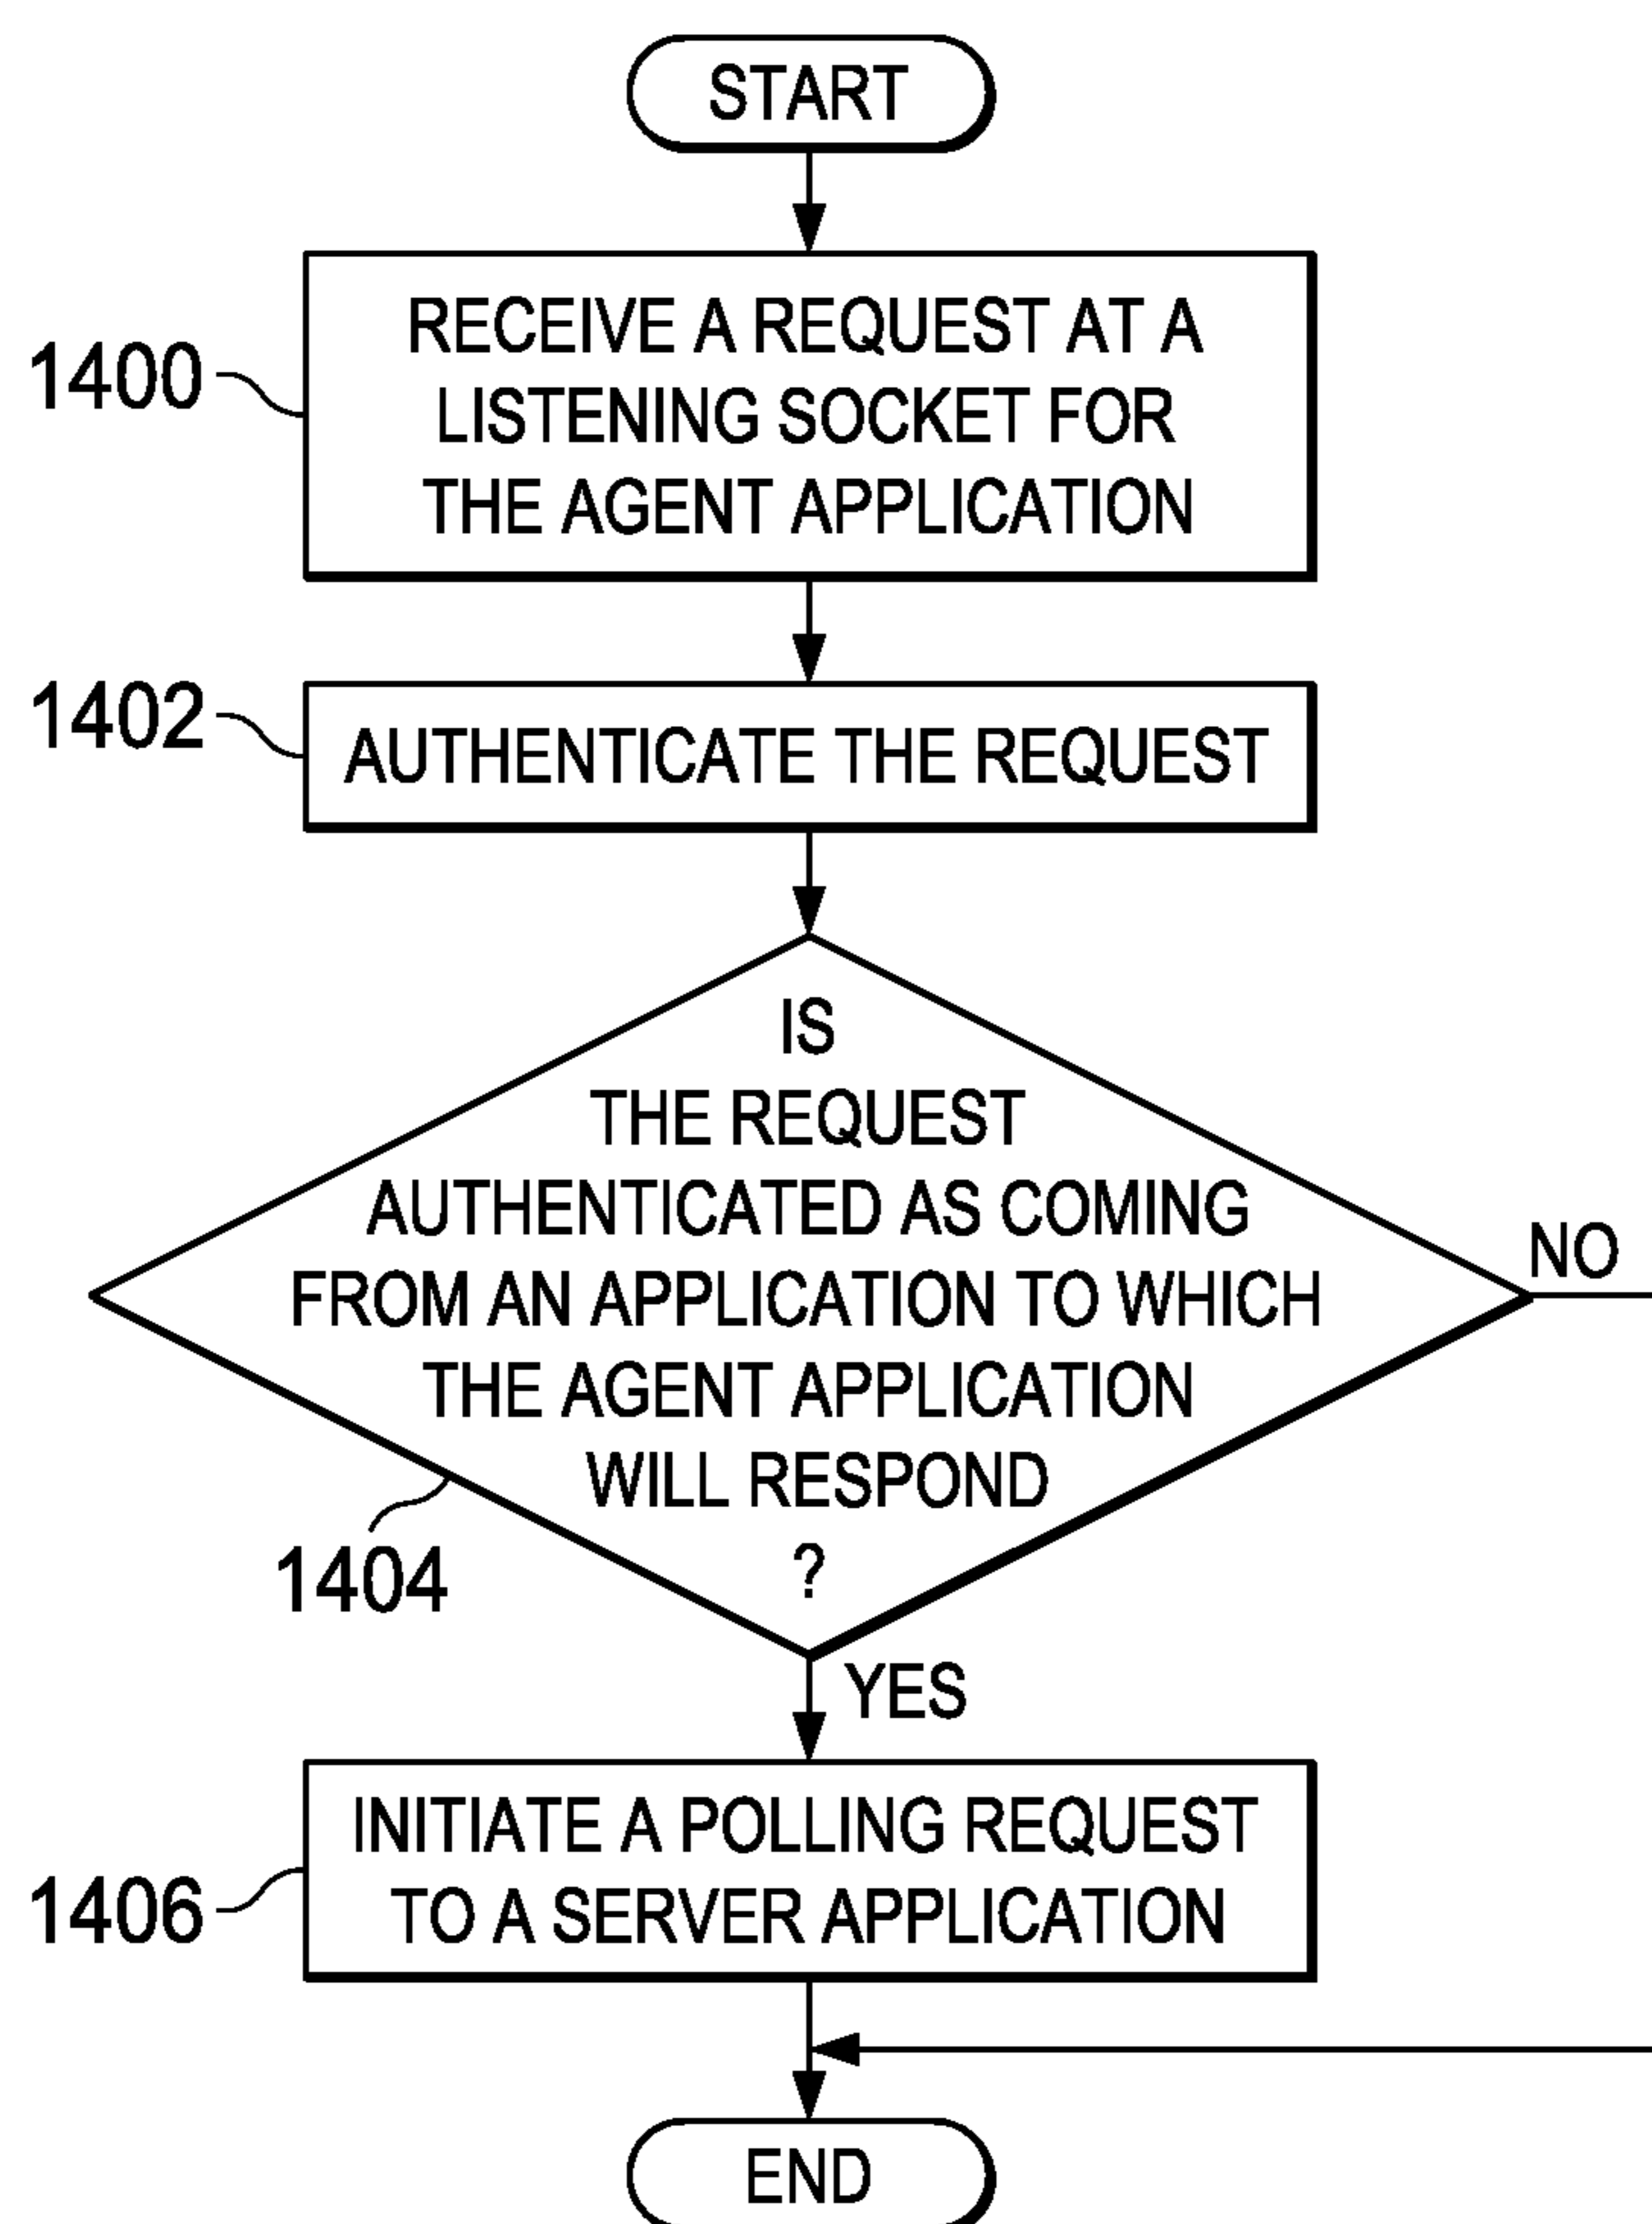 START
1400
RECEIVE A REQUEST AT A
LISTENING SOCKET FOR
THE AGENT APPLICATION
1402
AUTHENTICATE THE REQUEST
IS
THE REQUEST
AUTHENTICATED AS COMING
FROM AN APPLICATION TO WHICH
THE AGENT APPLICATION
WILL RESPOND
?
NO
1404
YES
1406
INITIATE A POLLING REQUEST
TO A SERVER APPLICATION
END